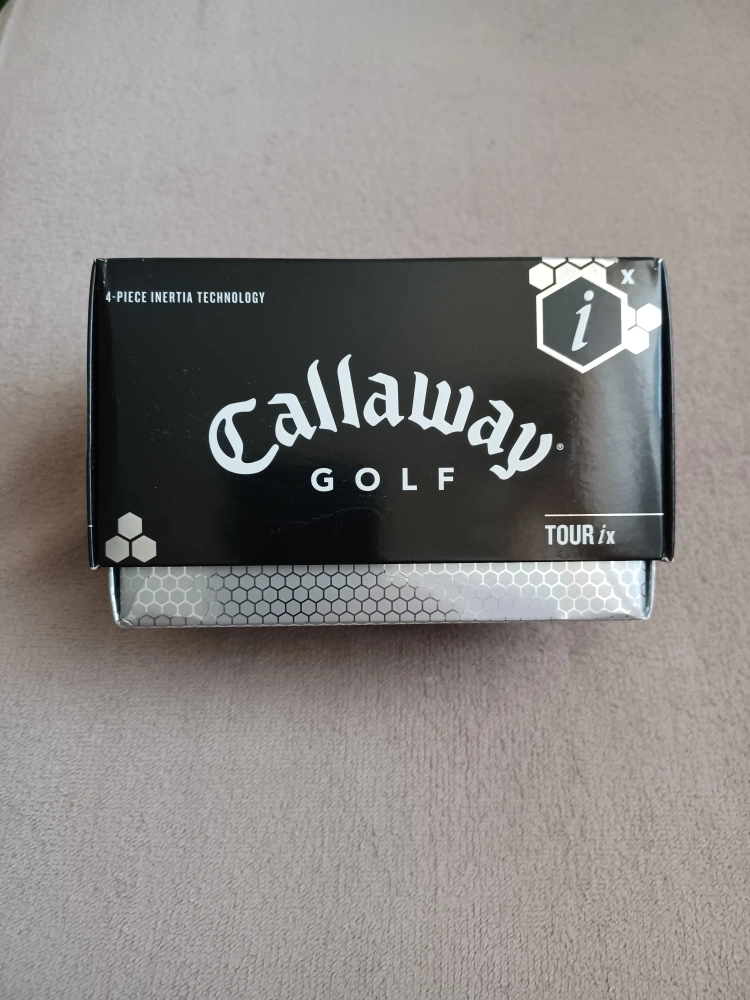 4-PIECE INERTIA TECHNOLOGY
x
i
Callaway®
GOLF
TOUR ix